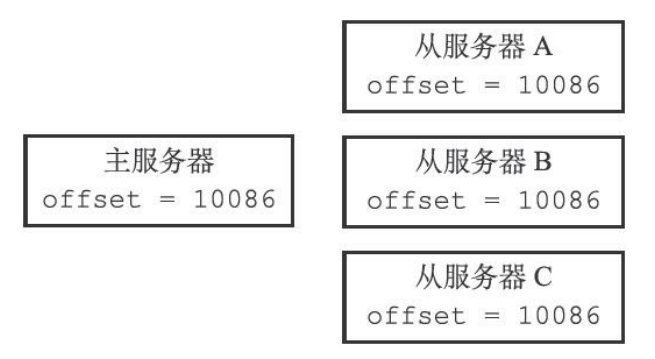 主服务器
offset = 10086
从服务器 A
offset = 10086
从服务器 B
offset = 10086
从服务器 C
offset = 10086